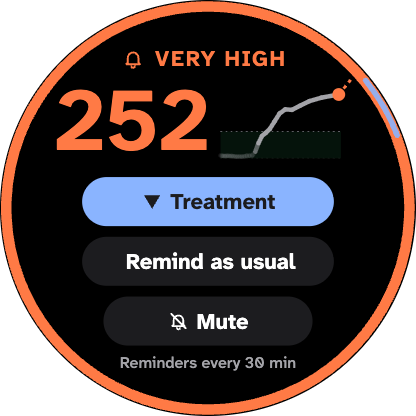 VERY HIGH
252
Treatment
Remind as usual
Mute
Reminders every 30 min